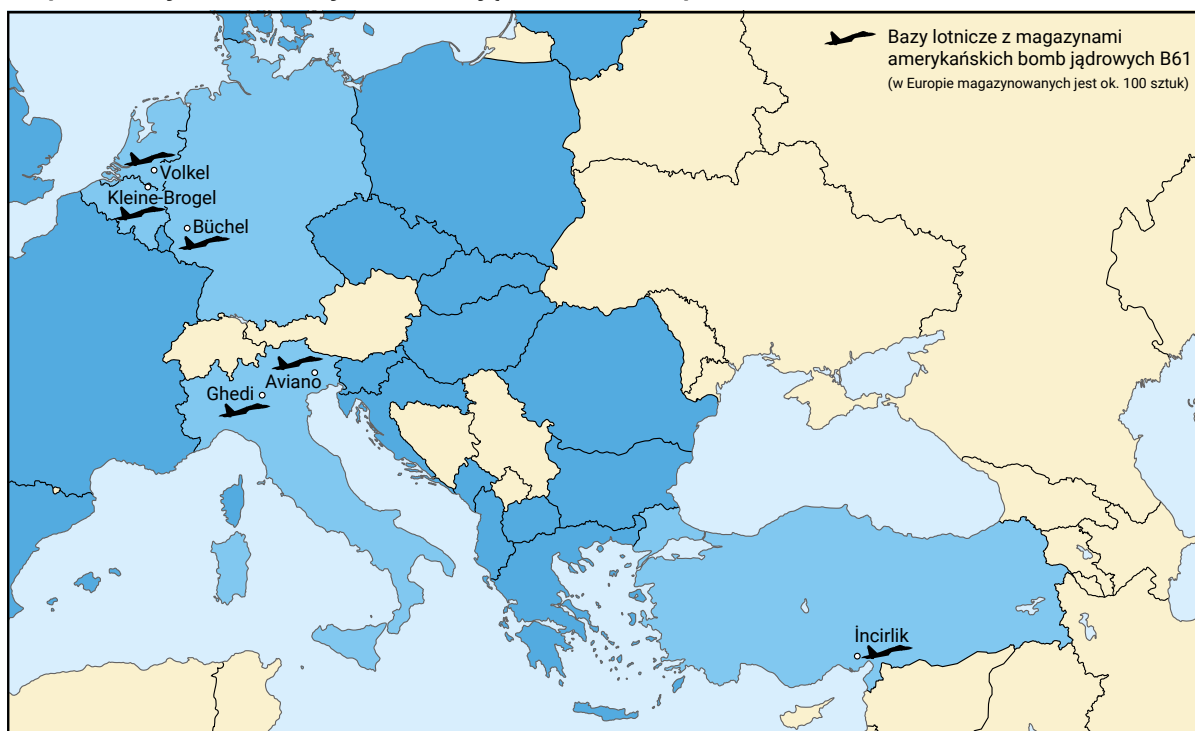 Bazy lotnicze z magazynami
amerykańskich bomb jądrowych B61
(w Europie magazynowanych jest ok. 100 sztuk)
Volkel
Kleine-Brogel
Büchel
Aviano
Ghedi
İncirlik